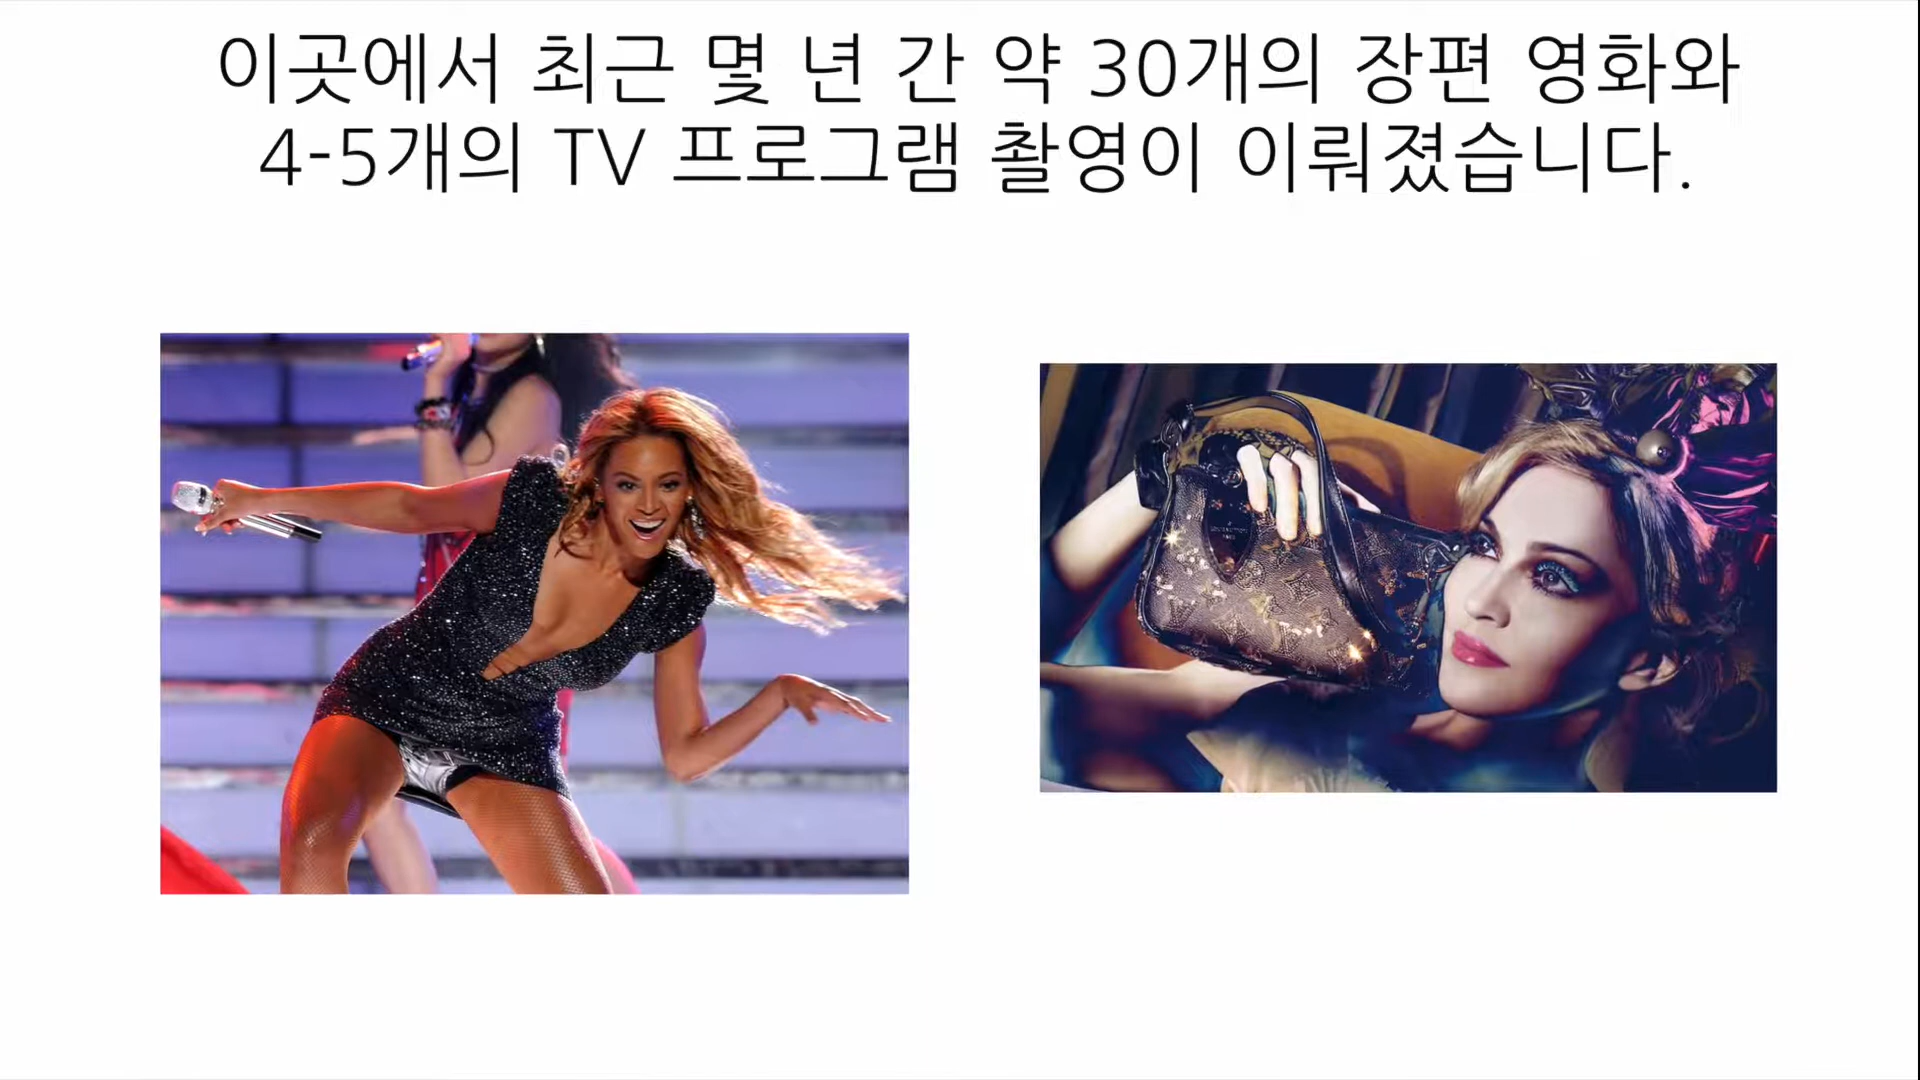 이곳에서 최근 몇 년 간 약 30개의 장편 영화와
4-5개의 TV 프로그램 촬영이 이뤄졌습니다.